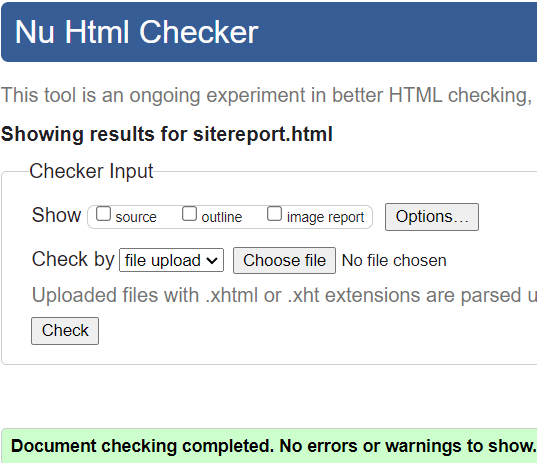 Nu Html Checker
This tool is an ongoing experiment in better HTML checking,
Showing results for sitereport.html
Checker Input
Show source outline image report Options...
Check by file upload Choose file No file chosen
Uploaded files with .xhtml or .xht extensions are parsed u
Check
Document checking completed. No errors or warnings to show.